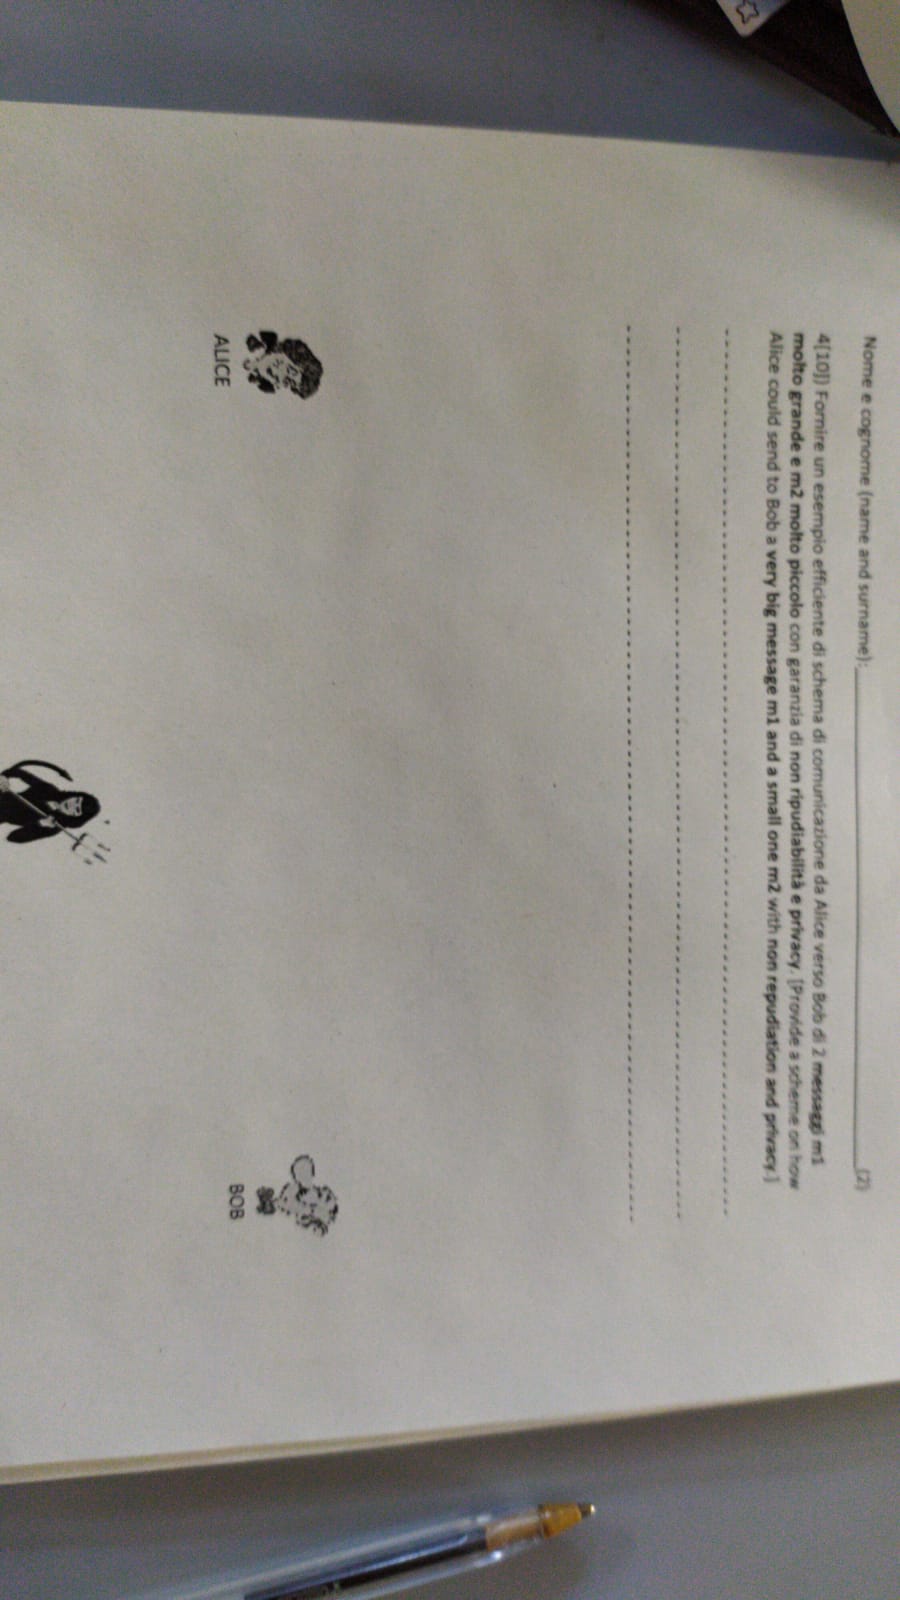 Nome e cognome (name and surname):____________________(2)
4[10]) Fornire un esempio efficiente di schema di comunicazione da Alice verso Bob di 2 messaggi m1
molto grande e m2 molto piccolo con garanzia di non ripudiabilità e privacy. [Provide a scheme on how
Alice could send to Bob a very big message m1 and a small one m2 with non repudiation and privacy.]
ALICE
BOB